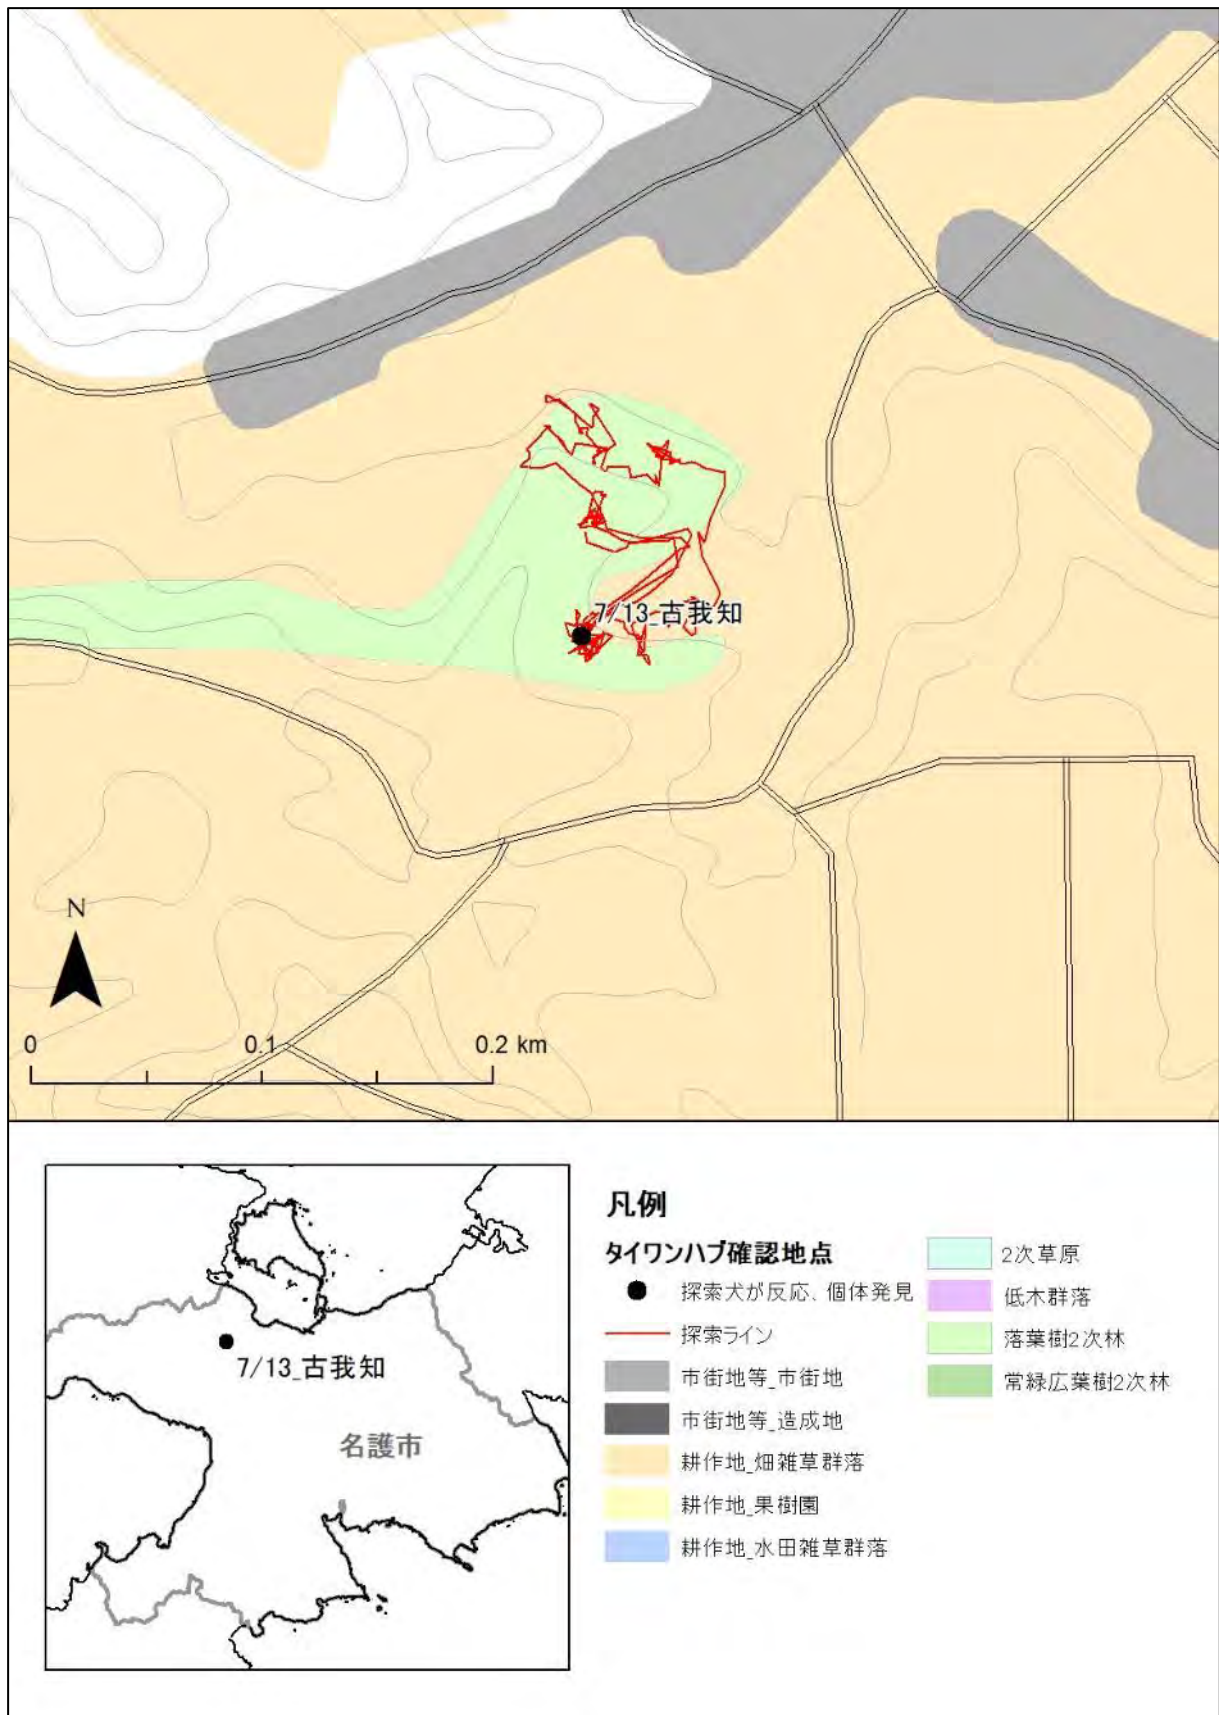 7/13_古我知
N
0 0.1 0.2 km
7/13_古我知
名護市
凡例
タイワンハブ確認地点
探索犬が反応、個体発見
探索ライン
市街地等_市街地
市街地等_造成地
耕作地_畑雑草群落
耕作地_果樹園
耕作地_水田雑草群落
2次草原
低木群落
落葉樹2次林
常緑広葉樹2次林